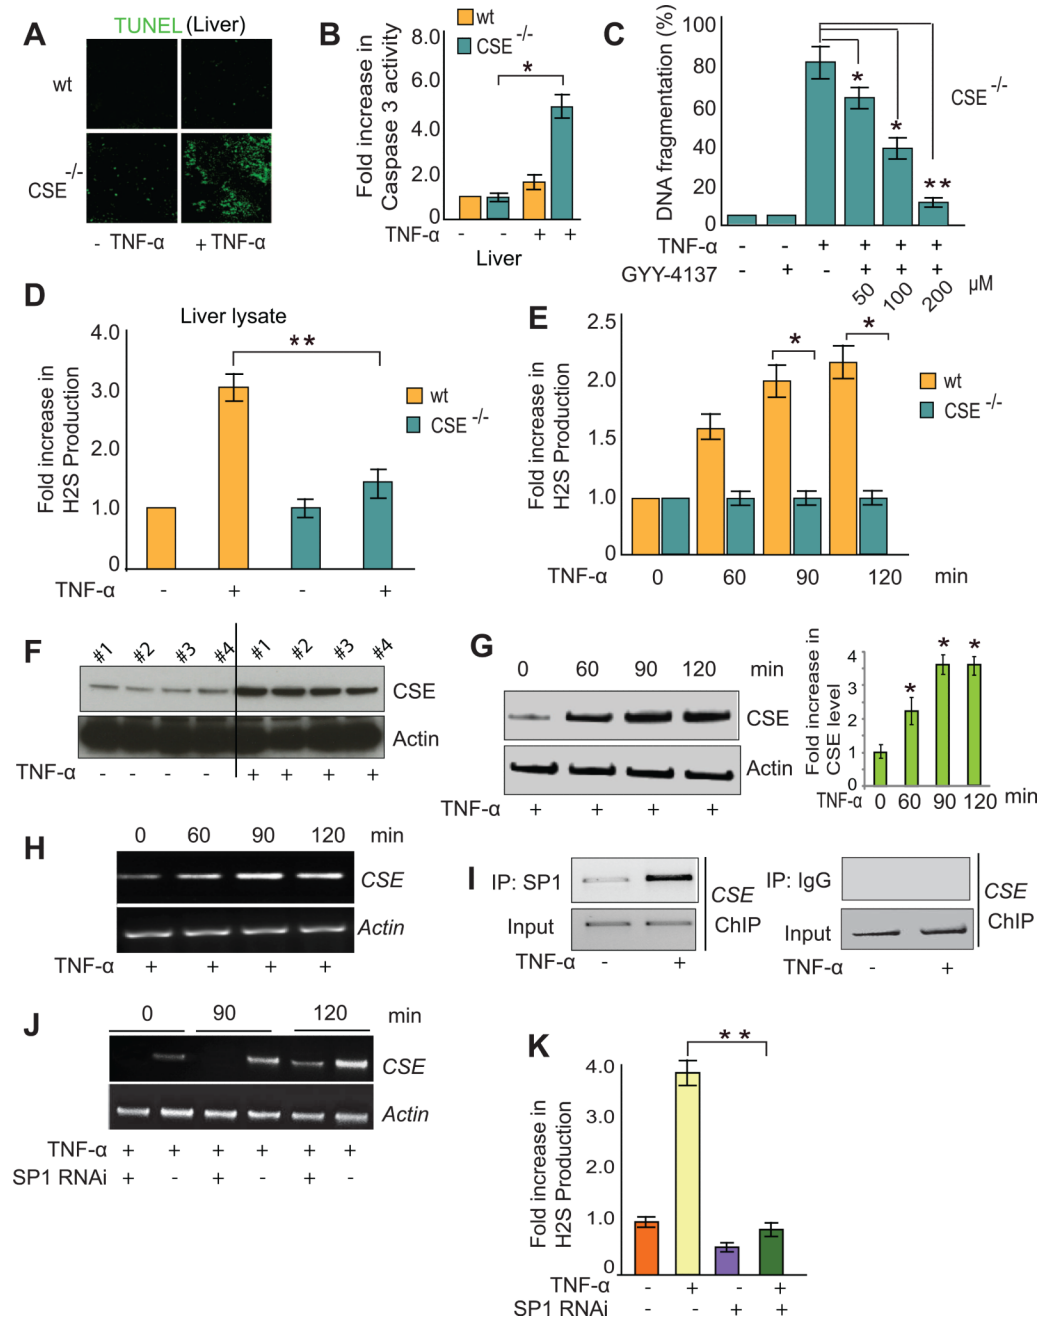 A
TUNEL (Liver)
wt
CSE -/-
- TNF-α
+ TNF-α
B
wt
CSE -/-
Fold increase in
Caspase 3 activity
8.0
6.0
4.0
2.0
0
*
TNF-α - - + +
Liver
C
DNA fragmentation (%)
100
80
60
40
20
0
* * **
CSE -/-
TNF-α - - + + + +
GYY-4137 - + - + + +
50 100 200 μM
D
Liver lysate
Fold increase in
H2S Production
4.0
3.0
2.0
1.0
0
**
wt
CSE -/-
TNF-α - + - +
E
Fold increase in
H2S Production
2.5
2.0
1.5
1.0
0
* *
wt
CSE -/-
TNF-α 0 60 90 120 min
F
#1 #2 #3 #4 #1 #2 #3 #4
CSE
Actin
TNF-α - - - - + + + +
G
0 60 90 120 min
CSE
Actin
TNF-α + + + +
Fold increase in
CSE level
4
3
2
1
0
* * *
TNF-α 0 60 90 120 min
H
0 60 90 120 min
CSE
Actin
TNF-α + + + +
I
IP: SP1
Input
CSE
ChIP
TNF-α - +
IP: IgG
Input
CSE
ChIP
TNF-α - +
J
0 90 120 min
CSE
Actin
TNF-α + + + + + +
SP1 RNAi + - + - + -
K
Fold increase in
H2S Production
4.0
3.0
2.0
1.0
0
* *
TNF-α - + - +
SP1 RNAi - - + +